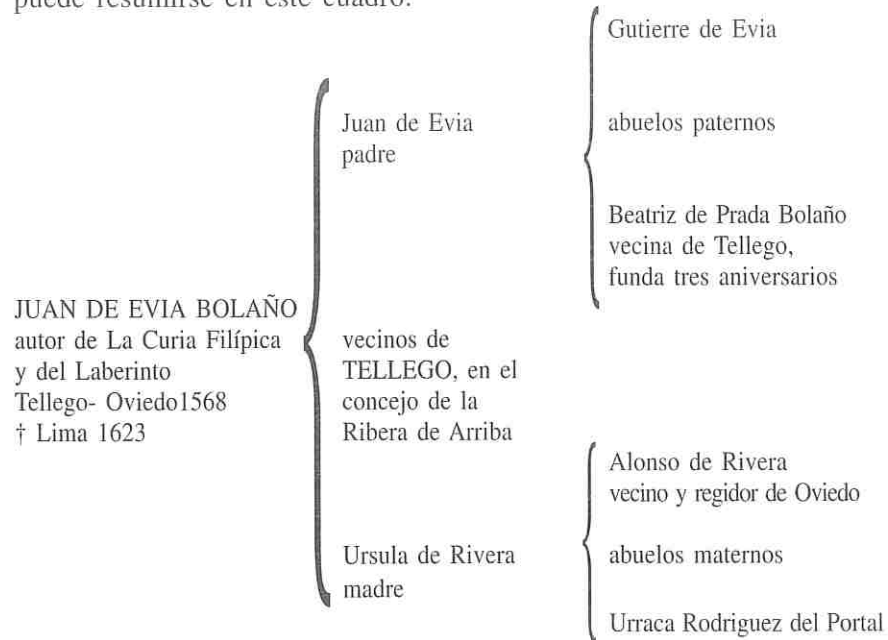 puede resumirse en este cuadro:
JUAN DE EVIA BOLAÑO
autor de La Curia Filípica
y del Laberinto
Tellego- Oviedo1568
† Lima 1623
Juan de Evia
padre
vecinos de
TELLEGO, en el
concejo de la
Ribera de Arriba
Ursula de Rivera
madre
Gutierre de Evia
abuelos paternos
Beatriz de Prada Bolaño
vecina de Tellego,
funda tres aniversarios
Alonso de Rivera
vecino y regidor de Oviedo
abuelos maternos
Urraca Rodriguez del Portal